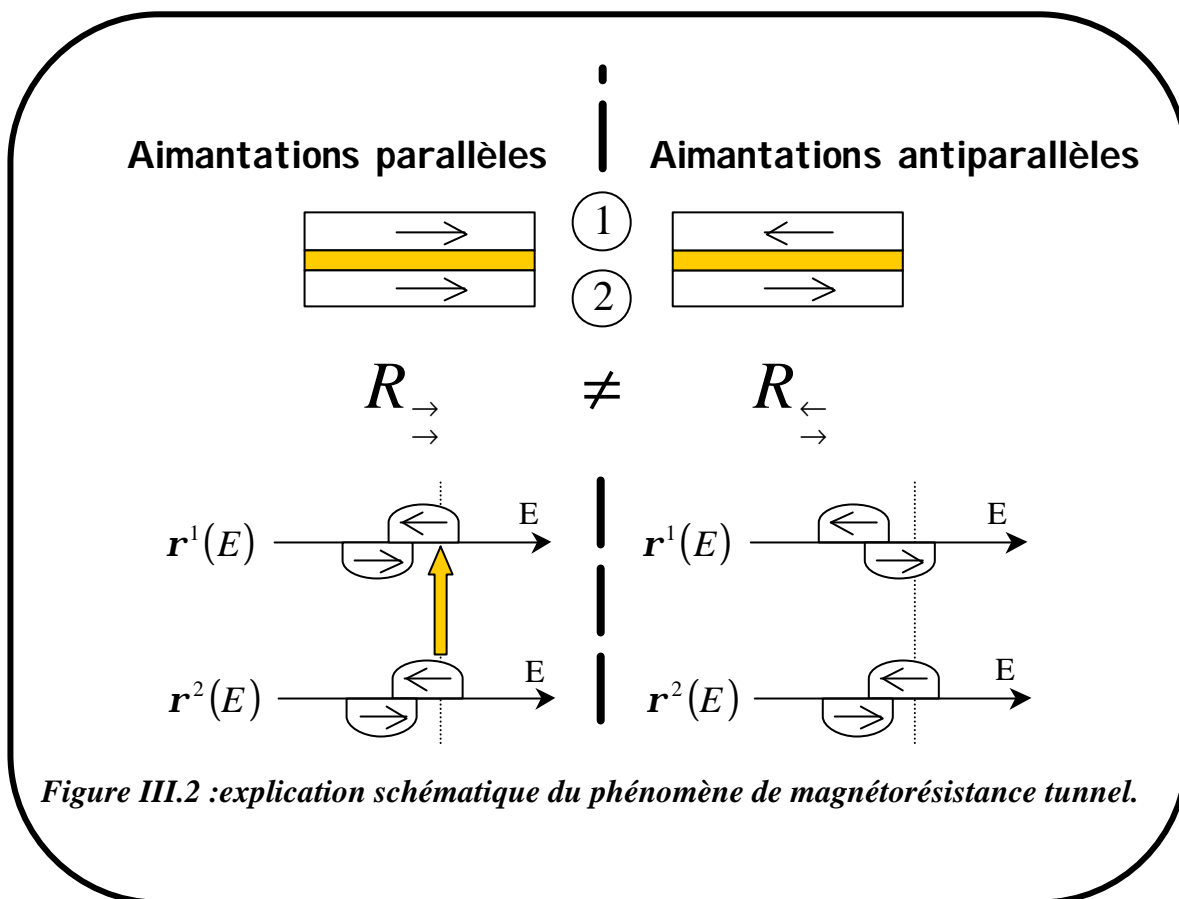 Aimantations parallèles Aimantations antiparallèles
1
2
R→→ ≠ R←→
r¹(E) E r¹(E) E
r²(E) E r²(E) E
Figure III.2 :explication schématique du phénomène de magnétorésistance tunnel.